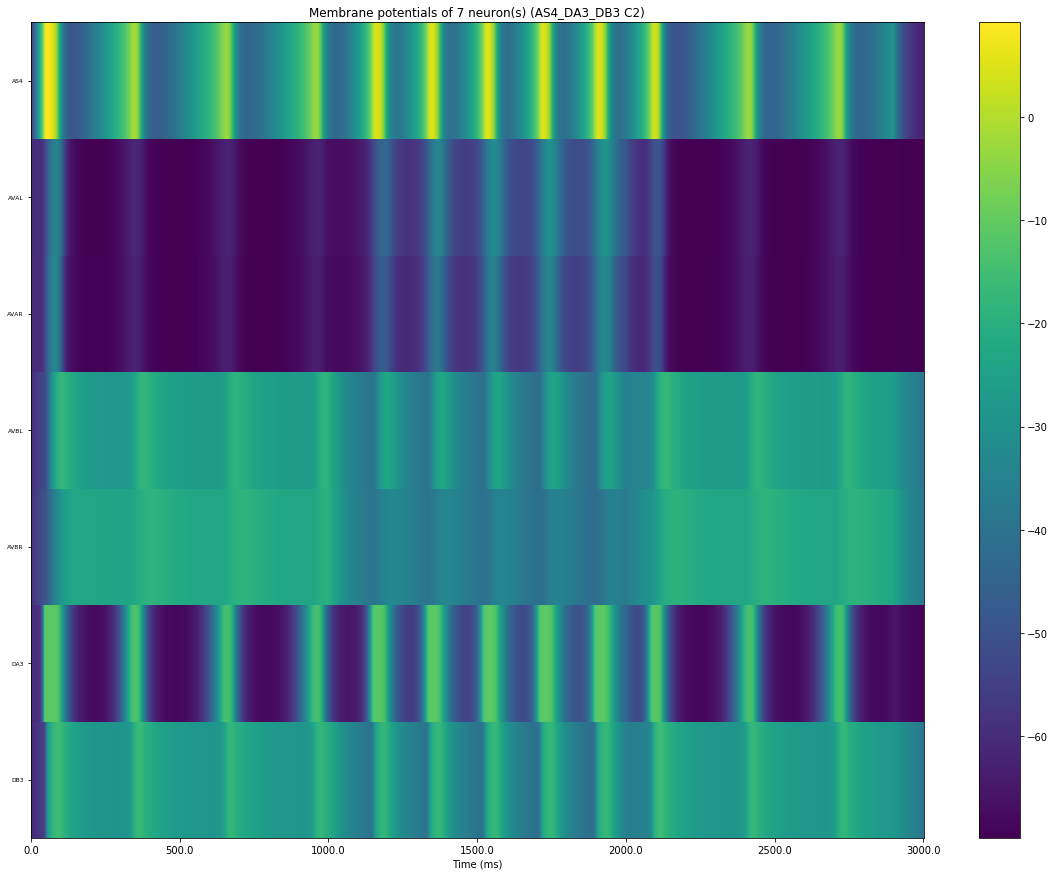 Membrane potentials of 7 neuron(s) (AS4_DA3_DB3 C2)
AS4
AVAL
AVAR
AVBL
AVBR
DA3
DB3
0.0 500.0 1000.0 1500.0 2000.0 2500.0 3000.0
Time (ms)
0
−10
−20
−30
−40
−50
−60